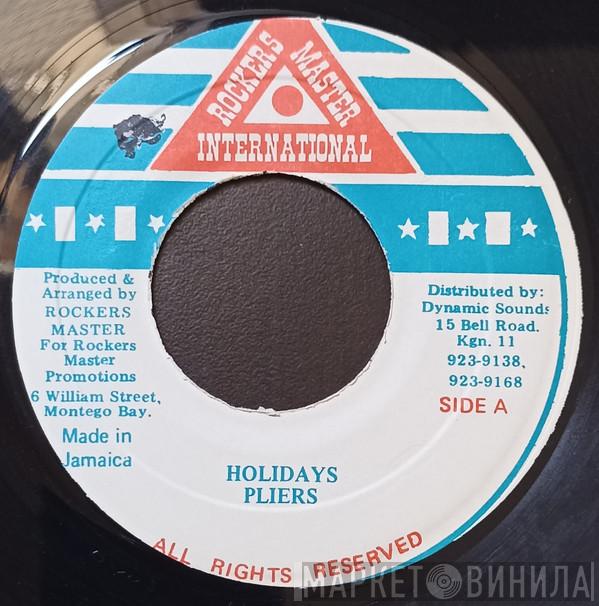 ROCKERS MASTER
INTERNATIONAL
Produced &
Arranged by
ROCKERS
MASTER
For Rockers
Master
Promotions
6 William Street,
Montego Bay.
Made in
Jamaica
Distributed by:
Dynamic Sounds
15 Bell Road.
Kgn. 11
923-9138,
923-9168
SIDE A
HOLIDAYS
PLIERS
ALL RIGHTS RESERVED
МАРКЕТ ВИНИЛА